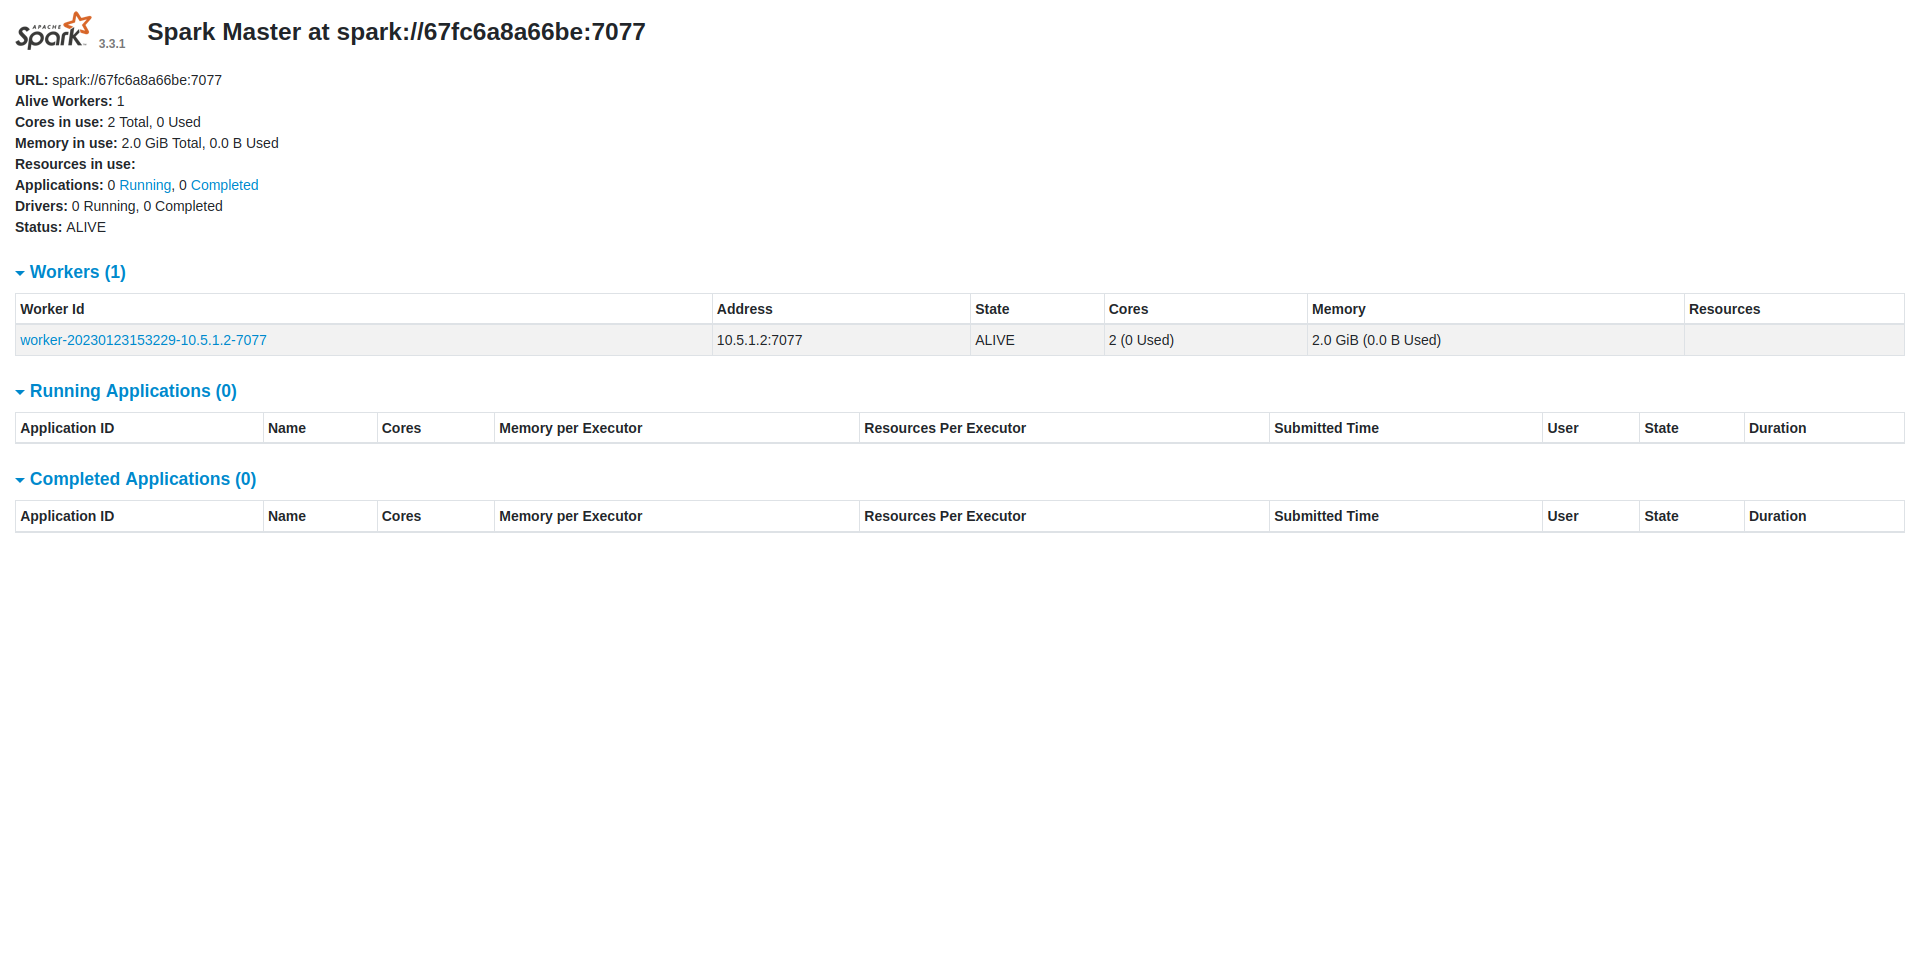 APACHE
Spark 3.3.1 Spark Master at spark://67fc6a8a66be:7077
URL: spark://67fc6a8a66be:7077
Alive Workers: 1
Cores in use: 2 Total, 0 Used
Memory in use: 2.0 GiB Total, 0.0 B Used
Resources in use:
Applications: 0 Running, 0 Completed
Drivers: 0 Running, 0 Completed
Status: ALIVE
Workers (1)
Worker Id Address State Cores Memory Resources
worker-20230123153229-10.5.1.2-7077 10.5.1.2:7077 ALIVE 2 (0 Used) 2.0 GiB (0.0 B Used)
Running Applications (0)
Application ID Name Cores Memory per Executor Resources Per Executor Submitted Time User State Duration
Completed Applications (0)
Application ID Name Cores Memory per Executor Resources Per Executor Submitted Time User State Duration